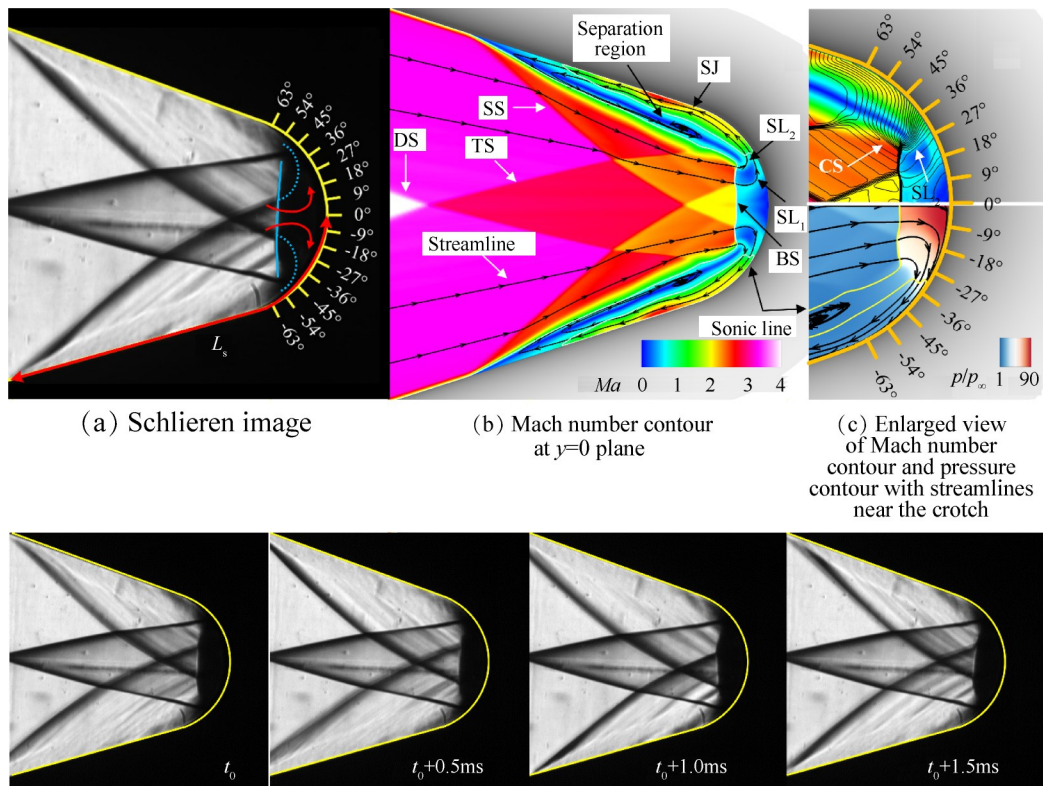 63°
54°
45°
36°
27°
18°
9°
0°
-9°
-18°
-27°
-36°
-45°
-54°
-63°
Ls
(a) Schlieren image
Separation
region
SJ
SS
DS
TS
SL2
SL1
Streamline
BS
Sonic line
Ma 0 1 2 3 4
(b) Mach number contour
at y=0 plane
63°
54°
45°
36°
27°
18°
9°
0°
-9°
-18°
-27°
-36°
-45°
-54°
-63°
CS
p/p∞ 1 90
(c) Enlarged view
of Mach number
contour and pressure
contour with streamlines
near the crotch
t0
t0+0.5ms
t0+1.0ms
t0+1.5ms